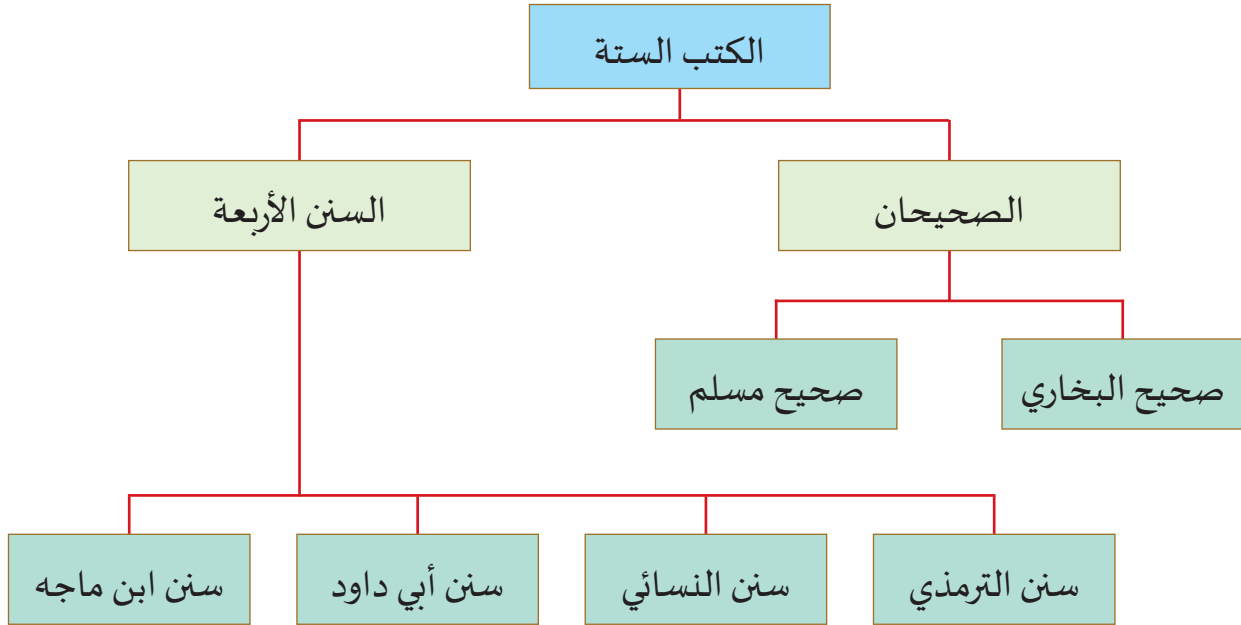 الكتب الستة
الصحيحان
السنن الأربعة
صحيح البخاري
صحيح مسلم
سنن الترمذي
سنن النسائي
سنن أبي داود
سنن ابن ماجه